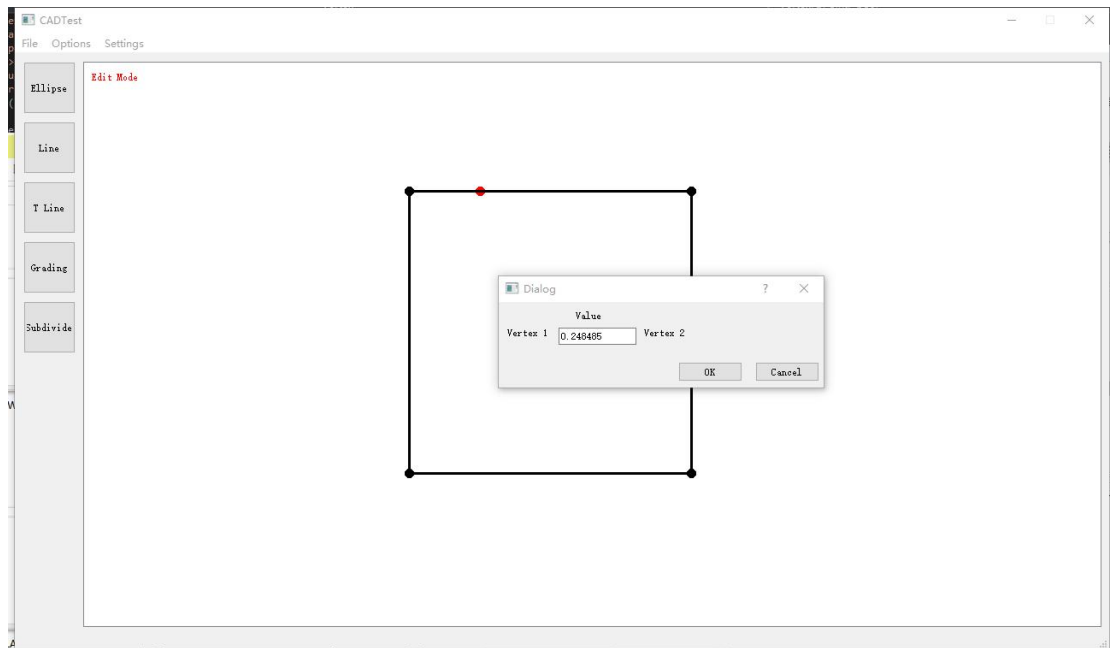 CADTest
File Options Settings
Edit Mode
Ellipse
Line
T Line
Grading
Subdivide
Dialog ?
Value
Vertex 1 0.248485 Vertex 2
OK Cancel